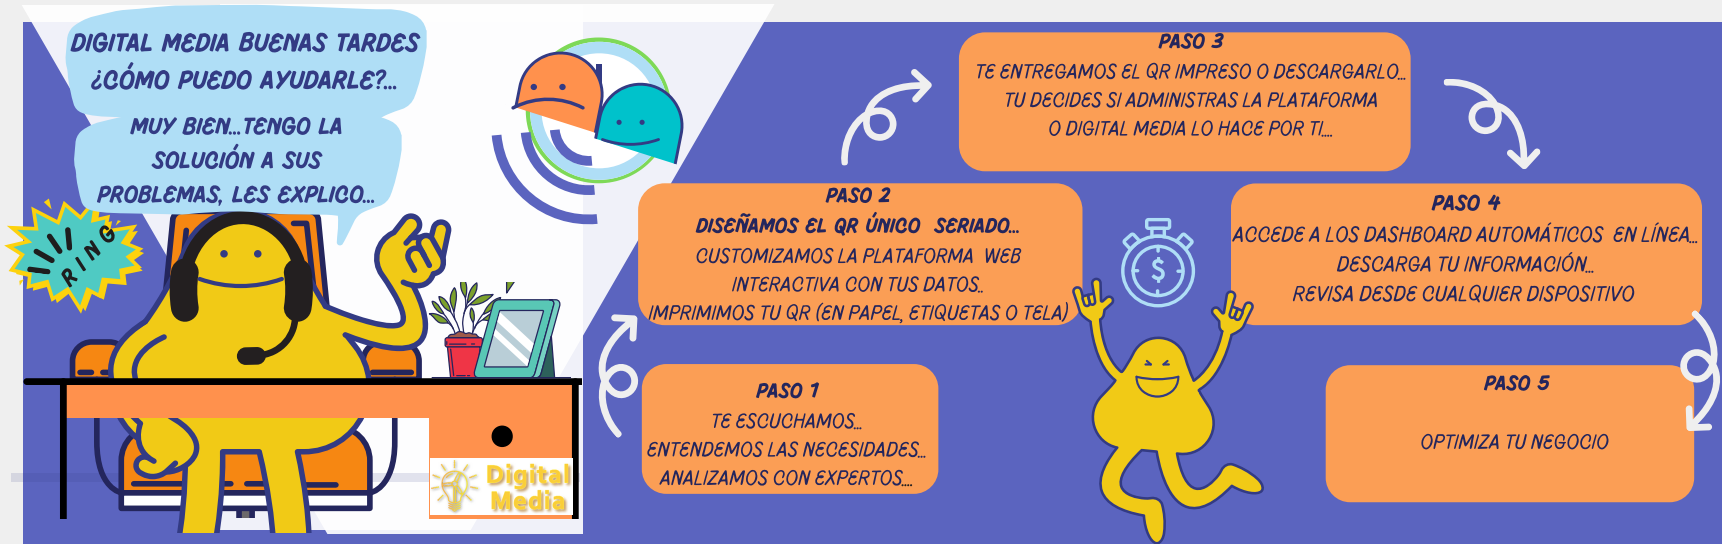 DIGITAL MEDIA BUENAS TARDES
¿CÓMO PUEDO AYUDARLE?...
MUY BIEN...TENGO LA
SOLUCIÓN A SUS
PROBLEMAS, LES EXPLICO...
RING
Digital
Media
PASO 1
TE ESCUCHAMOS...
ENTENDEMOS LAS NECESIDADES...
ANALIZAMOS CON EXPERTOS....
PASO 2
DISEÑAMOS EL QR ÚNICO SERIADO...
CUSTOMIZAMOS LA PLATAFORMA WEB
INTERACTIVA CON TUS DATOS..
IMPRIMIMOS TU QR (EN PAPEL, ETIQUETAS O TELA)
PASO 3
TE ENTREGAMOS EL QR IMPRESO O DESCARGARLO...
TU DECIDES SI ADMINISTRAS LA PLATAFORMA
O DIGITAL MEDIA LO HACE POR TI....
PASO 4
ACCEDE A LOS DASHBOARD AUTOMÁTICOS EN LÍNEA...
DESCARGA TU INFORMACIÓN...
REVISA DESDE CUALQUIER DISPOSITIVO
$
PASO 5
OPTIMIZA TU NEGOCIO